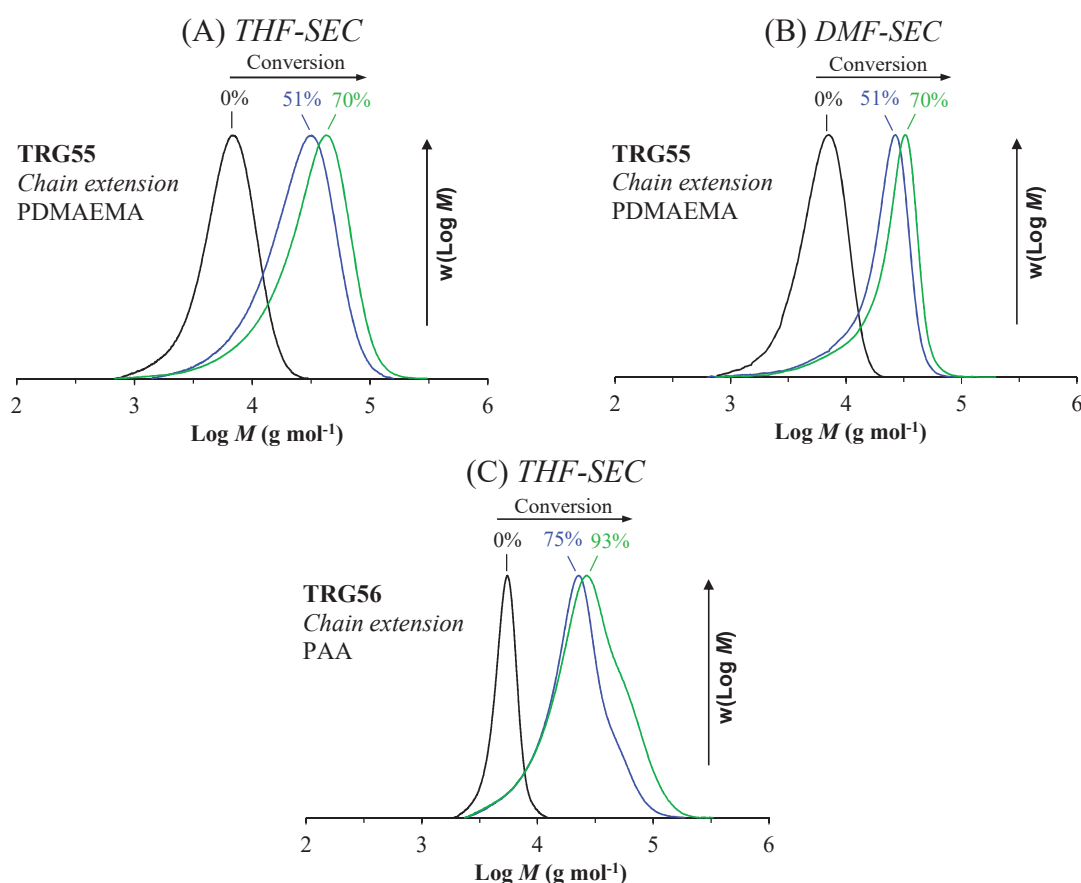 (A) THF-SEC
Conversion
0% 51% 70%
TRG55
Chain extension
PDMAEMA
w(Log M)
2 3 4 5 6
Log M (g mol-1)
(B) DMF-SEC
Conversion
0% 51% 70%
TRG55
Chain extension
PDMAEMA
w(Log M)
2 3 4 5 6
Log M (g mol-1)
(C) THF-SEC
Conversion
0% 75% 93%
TRG56
Chain extension
PAA
w(Log M)
2 3 4 5 6
Log M (g mol-1)